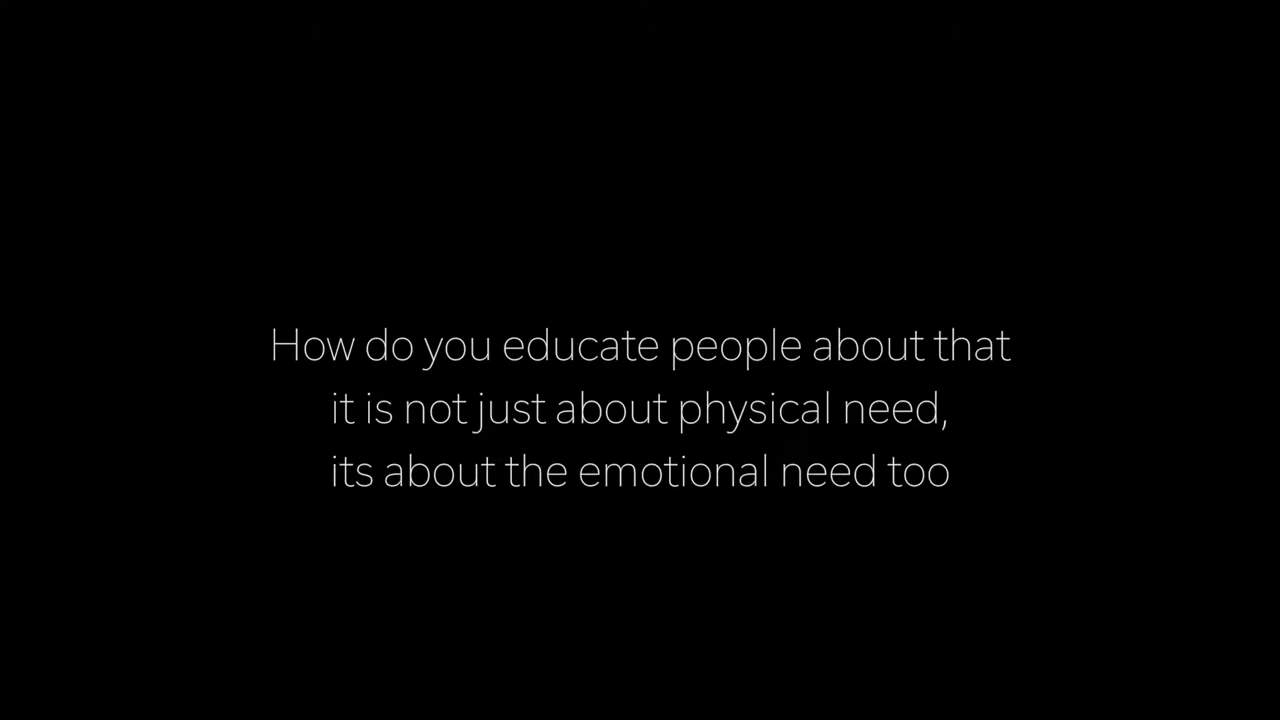 How do you educate people about that
it is not just about physical need,
its about the emotional need too